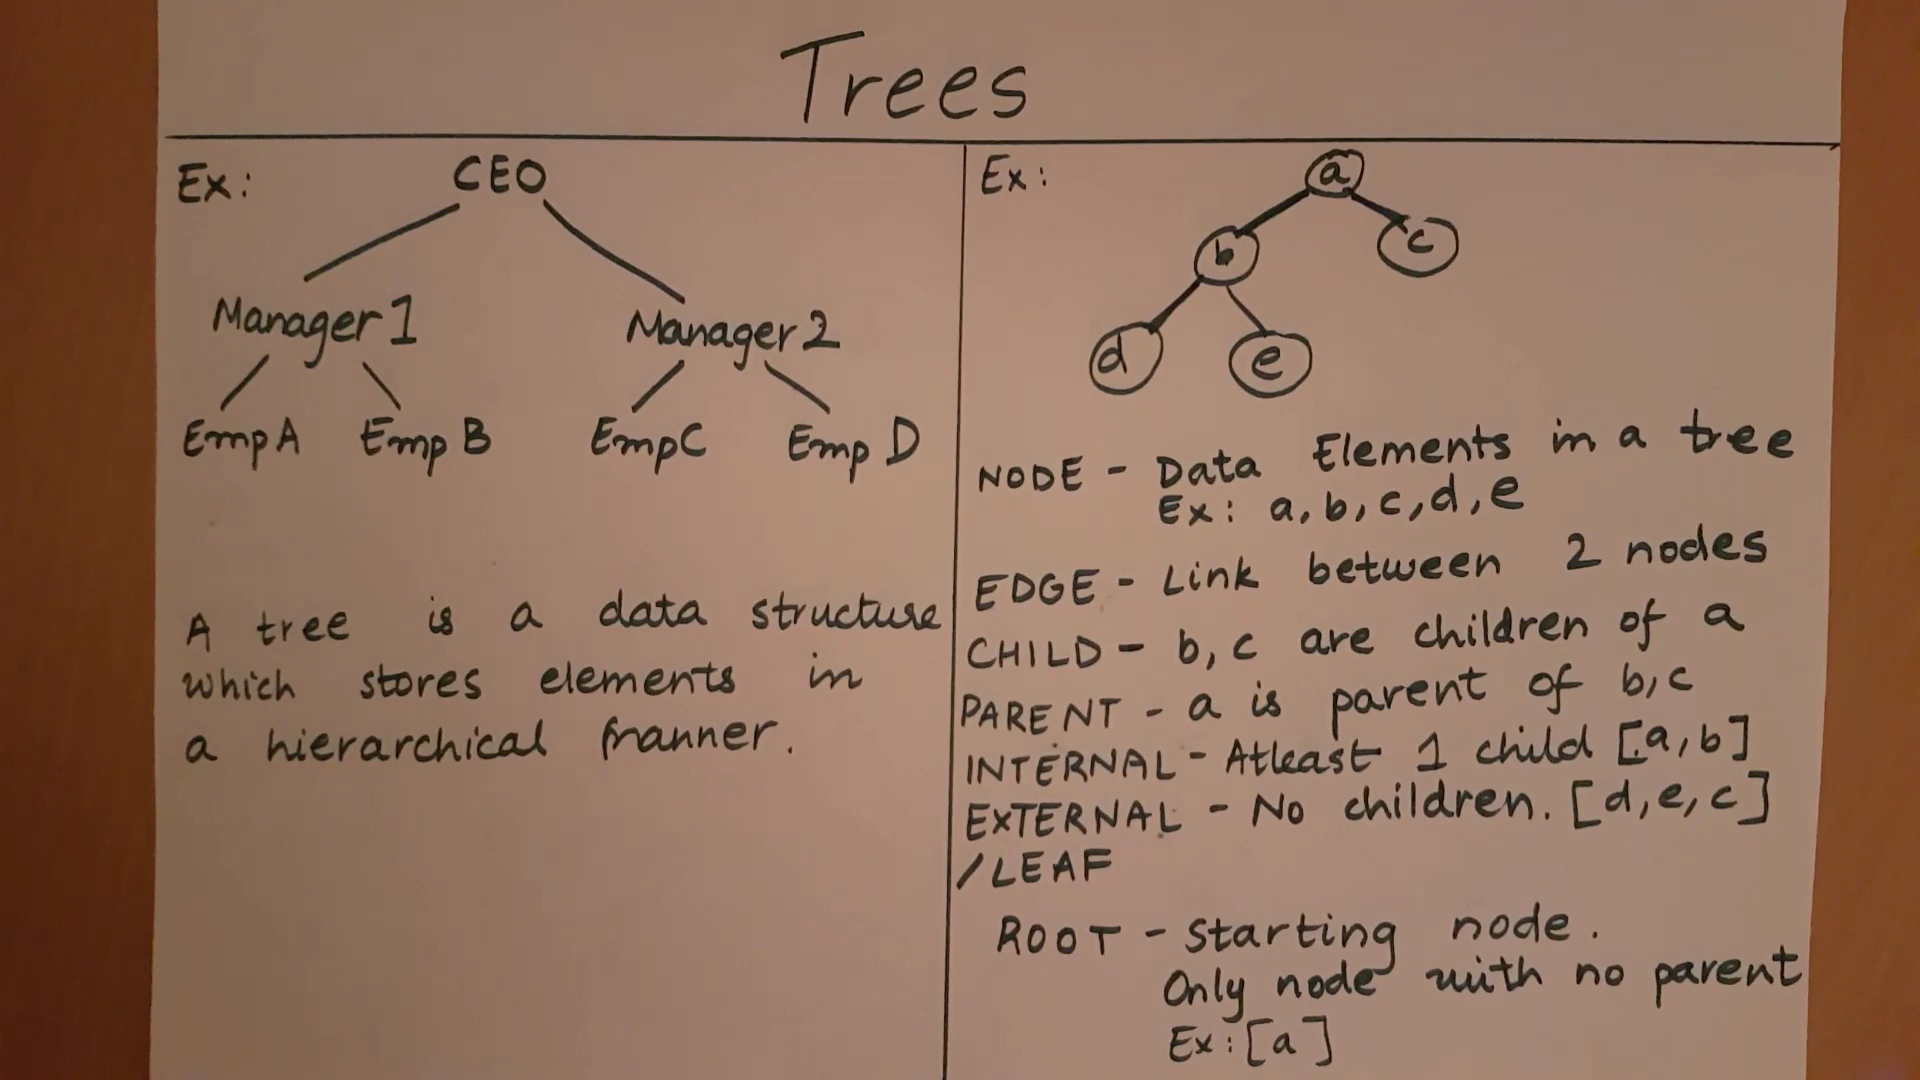 Trees
Ex:
CEO
Manager 1
Manager 2
Emp A
Emp B
Emp C
Emp D
A tree is a data structure
which stores elements in
a hierarchical manner.
Ex:
a
b
c
d
e
NODE - Data Elements in a tree
Ex: a, b, c, d, e
EDGE - Link between 2 nodes
CHILD - b, c are children of a
PARENT - a is parent of b, c
INTERNAL - Atleast 1 child [a, b]
EXTERNAL - No children. [d, e, c]
/LEAF
ROOT - Starting node.
Only node with no parent
Ex: [a]